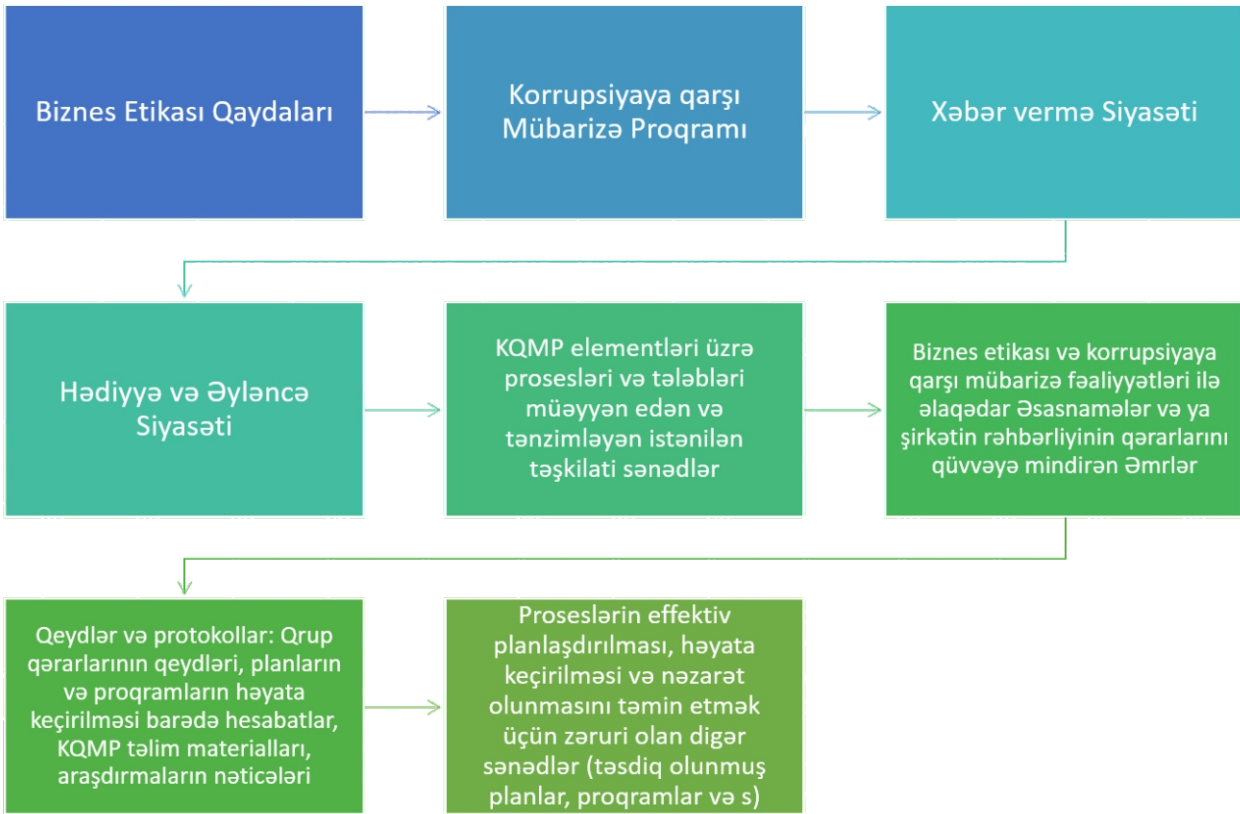 Biznes Etikası Qaydaları
Korrupsiyaya qarşı
Mübarizə Proqramı
Xəbər vermə Siyasəti
Hədiyyə və Əyləncə
Siyasəti
KQMP elementləri üzrə
prosesləri və tələbləri
müəyyən edən və
tənzimləyən istənilən
təşkilati sənədlər
Biznes etikası və korrupsiyaya
qarşı mübarizə fəaliyyətləri ilə
əlaqədar Əsasnamələr və ya
şirkətin rəhbərliyinin qərarlarını
qüvvəyə mindirən Əmrlər
Qeydlər və protokollar: Qrup
qərarlarının qeydləri, planların
və proqramların həyata
keçirilməsi barədə hesabatlar,
KQMP təlim materialları,
araşdırmaların nəticələri
Proseslərin effektiv
planlaşdırılması, həyata
keçirilməsi və nəzarət
olunmasını təmin etmək
üçün zəruri olan digər
sənədlər (təsdiq olunmuş
planlar, proqramlar və s)